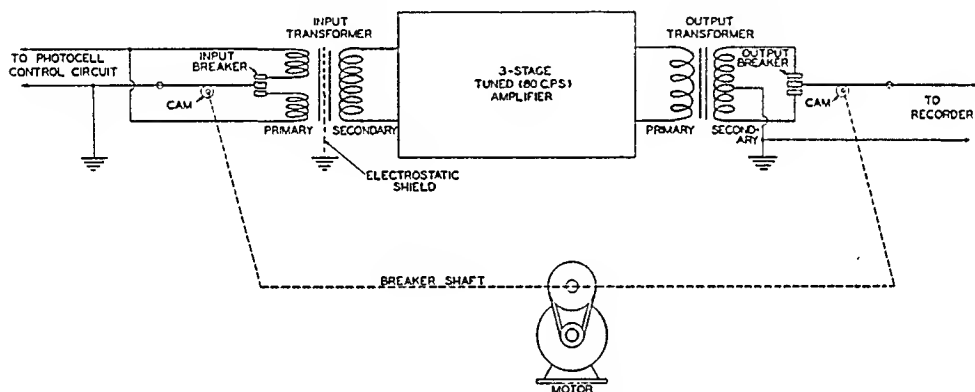 INPUT
TRANSFORMER
OUTPUT
TRANSFORMER
TO PHOTOCELL
CONTROL CIRCUIT
INPUT
BREAKER
CAM
PRIMARY
SECONDARY
ELECTROSTATIC
SHIELD
3-STAGE
TUNED (80 C.P.S)
AMPLIFIER
PRIMARY
SECOND-
ARY
OUTPUT
BREAKER
CAM
TO
RECORDER
BREAKER SHAFT
MOTOR